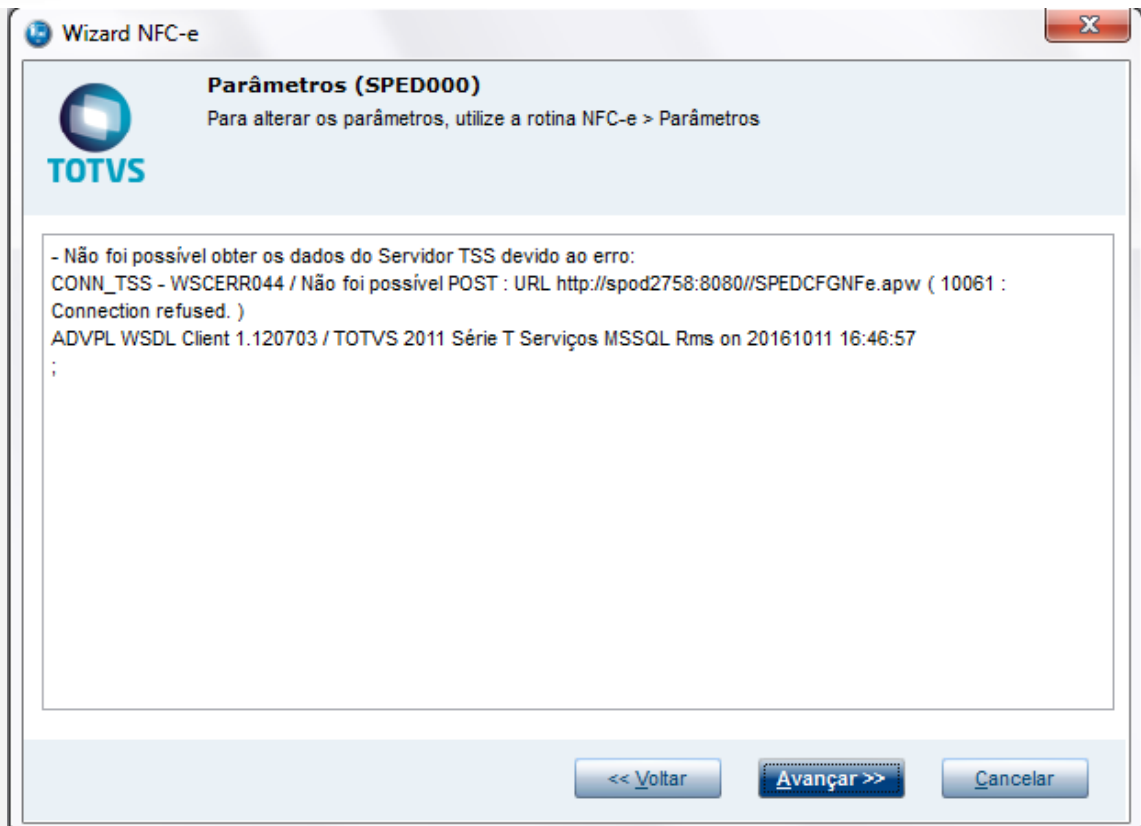 Wizard NFC-e
Parâmetros (SPED000)
Para alterar os parâmetros, utilize a rotina NFC-e > Parâmetros
TOTVS
- Não foi possível obter os dados do Servidor TSS devido ao erro:
CONN_TSS - WSCERR044 / Não foi possível POST : URL http://spod2758:8080//SPEDCFGNFe.apw ( 10061 :
Connection refused. )
ADVPL WSDL Client 1.120703 / TOTVS 2011 Série T Serviços MSSQL Rms on 20161011 16:46:57
;
<< Voltar
Avançar >>
Cancelar